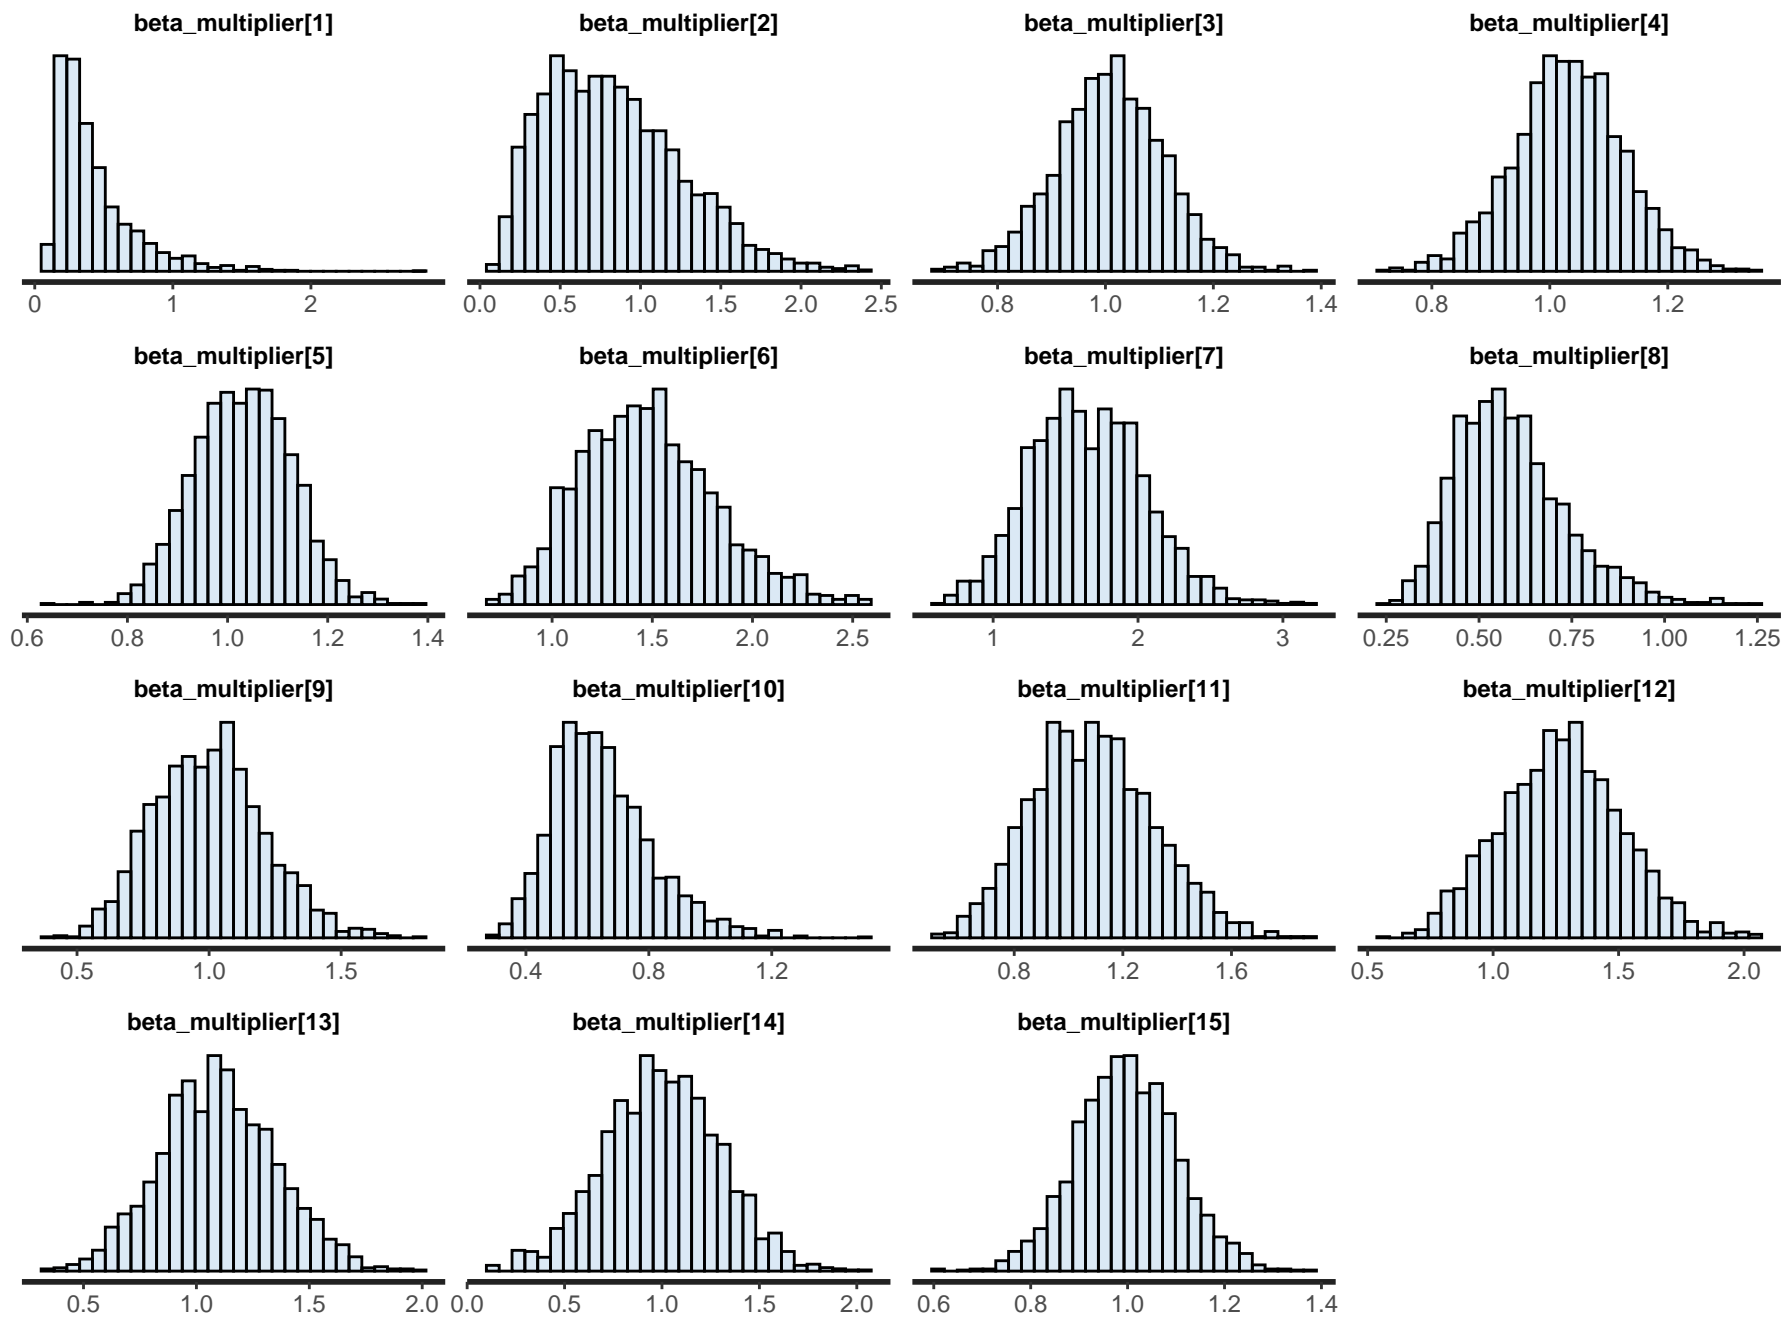 beta_multiplier[1] beta_multiplier[2] beta_multiplier[3] beta_multiplier[4]
0 1 2 0.0 0.5 1.0 1.5 2.0 2.5 0.8 1.0 1.2 1.4 0.8 1.0 1.2
beta_multiplier[5] beta_multiplier[6] beta_multiplier[7] beta_multiplier[8]
0.6 0.8 1.0 1.2 1.4 1.0 1.5 2.0 2.5 1 2 3 0.25 0.50 0.75 1.00 1.25
beta_multiplier[9] beta_multiplier[10] beta_multiplier[11] beta_multiplier[12]
0.5 1.0 1.5 0.4 0.8 1.2 0.8 1.2 1.6 0.5 1.0 1.5 2.0
beta_multiplier[13] beta_multiplier[14] beta_multiplier[15]
0.5 1.0 1.5 2.0 0.0 0.5 1.0 1.5 2.0 0.6 0.8 1.0 1.2 1.4